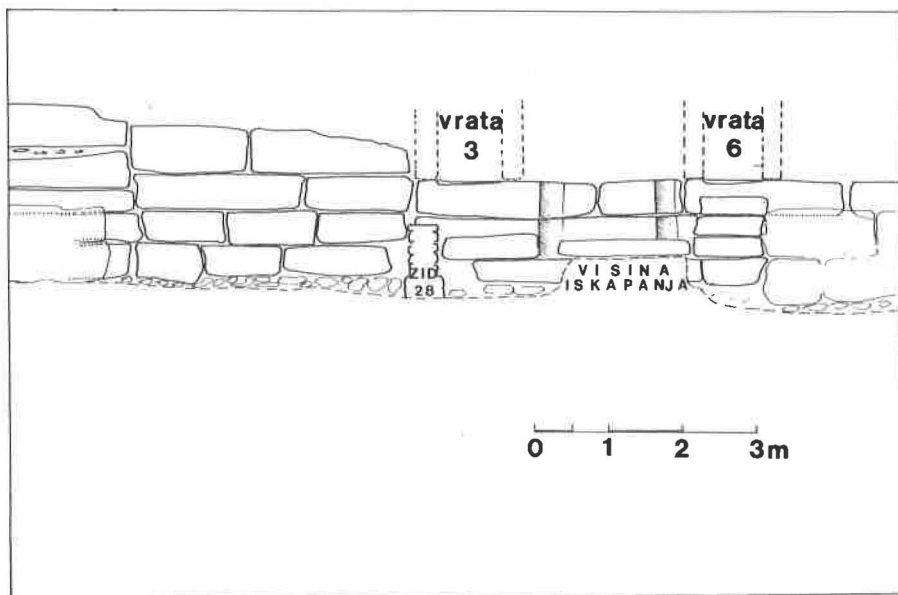 vrata
3
vrata
6
ZID
28
VISINA
ISKAPANJA
0 1 2 3m